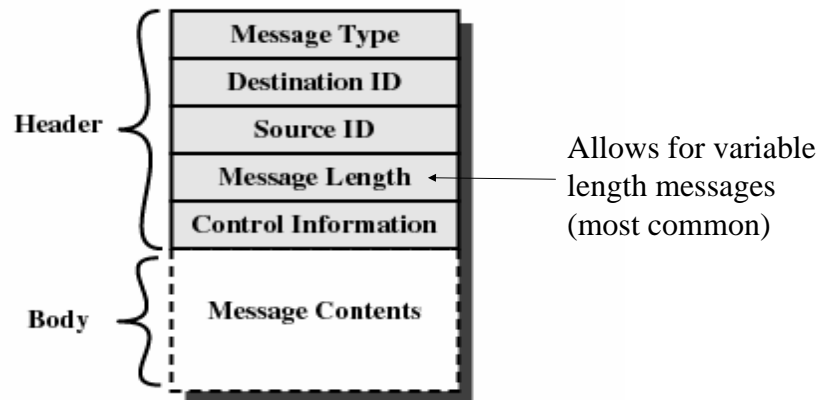 Message Type
Destination ID
Header
Source ID
Message Length
Allows for variable
length messages
(most common)
Control Information
Body
Message Contents